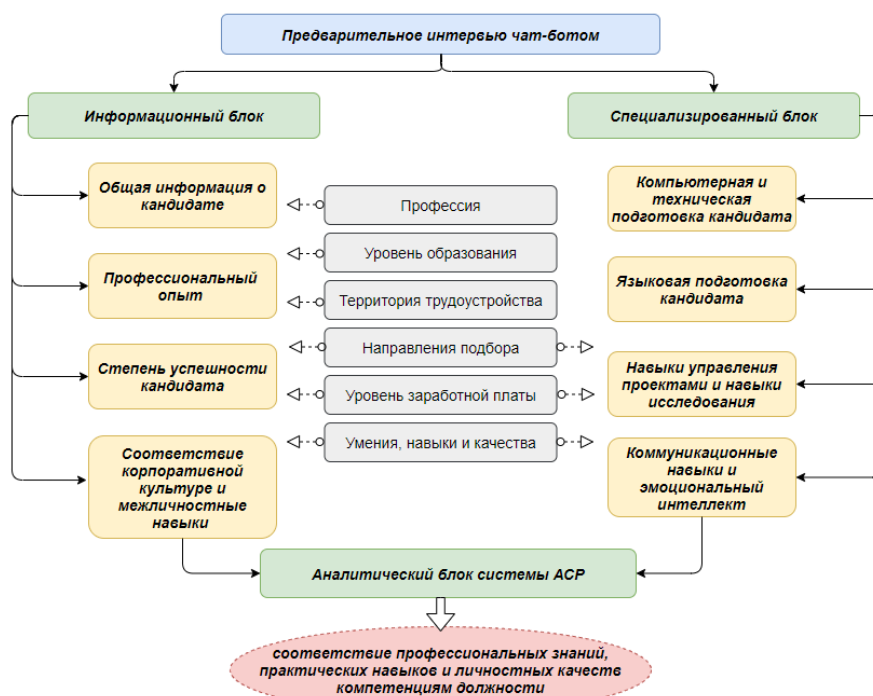 Предварительное интервью чат-ботом
Информационный блок
Специализированный блок
Общая информация о
кандидате
Профессиональный
опыт
Степень успешности
кандидата
Соответствие
корпоративной
культуре и
межличностные
навыки
Профессия
Уровень образования
Территория трудоустройства
Направления подбора
Уровень заработной платы
Умения, навыки и качества
Компьютерная и
техническая
подготовка кандидата
Языковая подготовка
кандидата
Навыки управления
проектами и навыки
исследования
Коммуникационные
навыки и
эмоциональный
интеллект
Аналитический блок системы АСР
соответствие профессиональных знаний,
практических навыков и личностных качеств
компетенциям должности